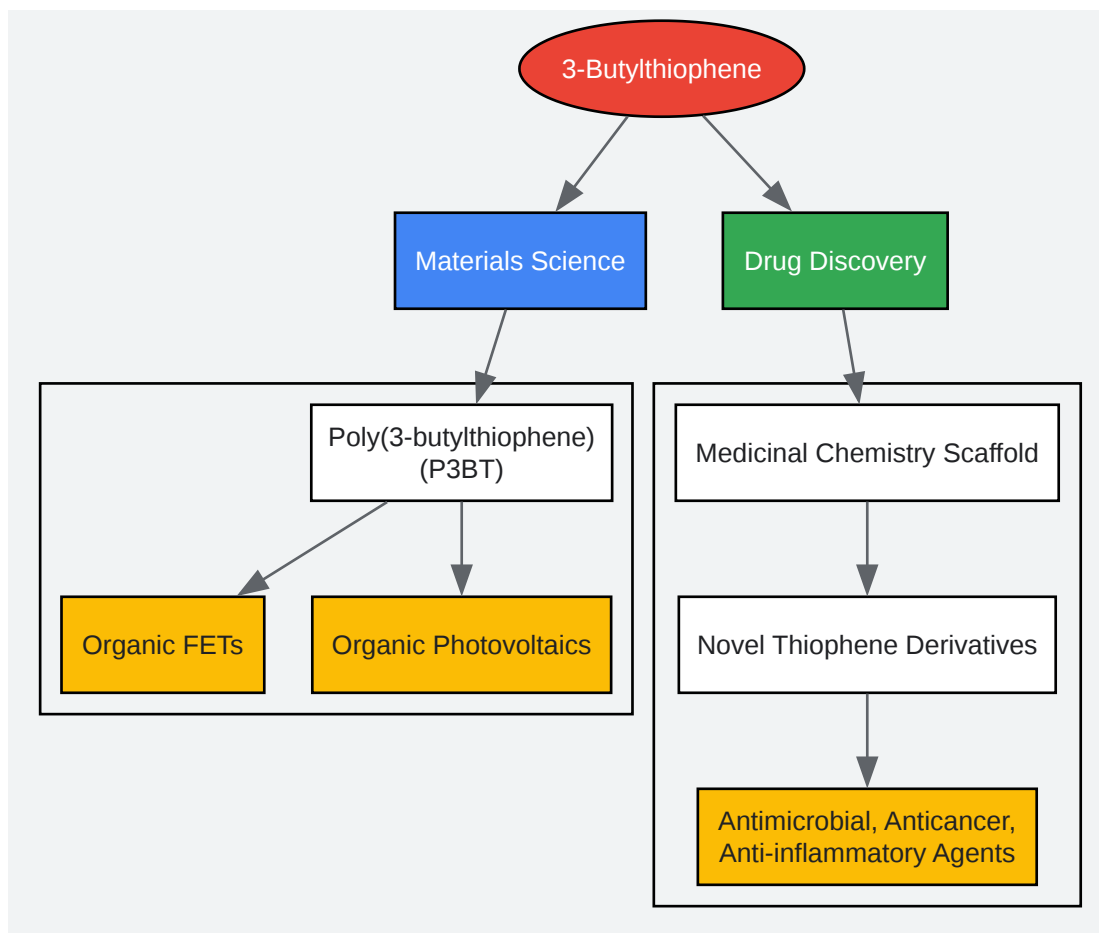 3-Butylthiophene
Materials Science
Drug Discovery
Poly(3-butylthiophene)
(P3BT)
Medicinal Chemistry Scaffold
Organic FETs
Organic Photovoltaics
Novel Thiophene Derivatives
Antimicrobial, Anticancer,
Anti-inflammatory Agents